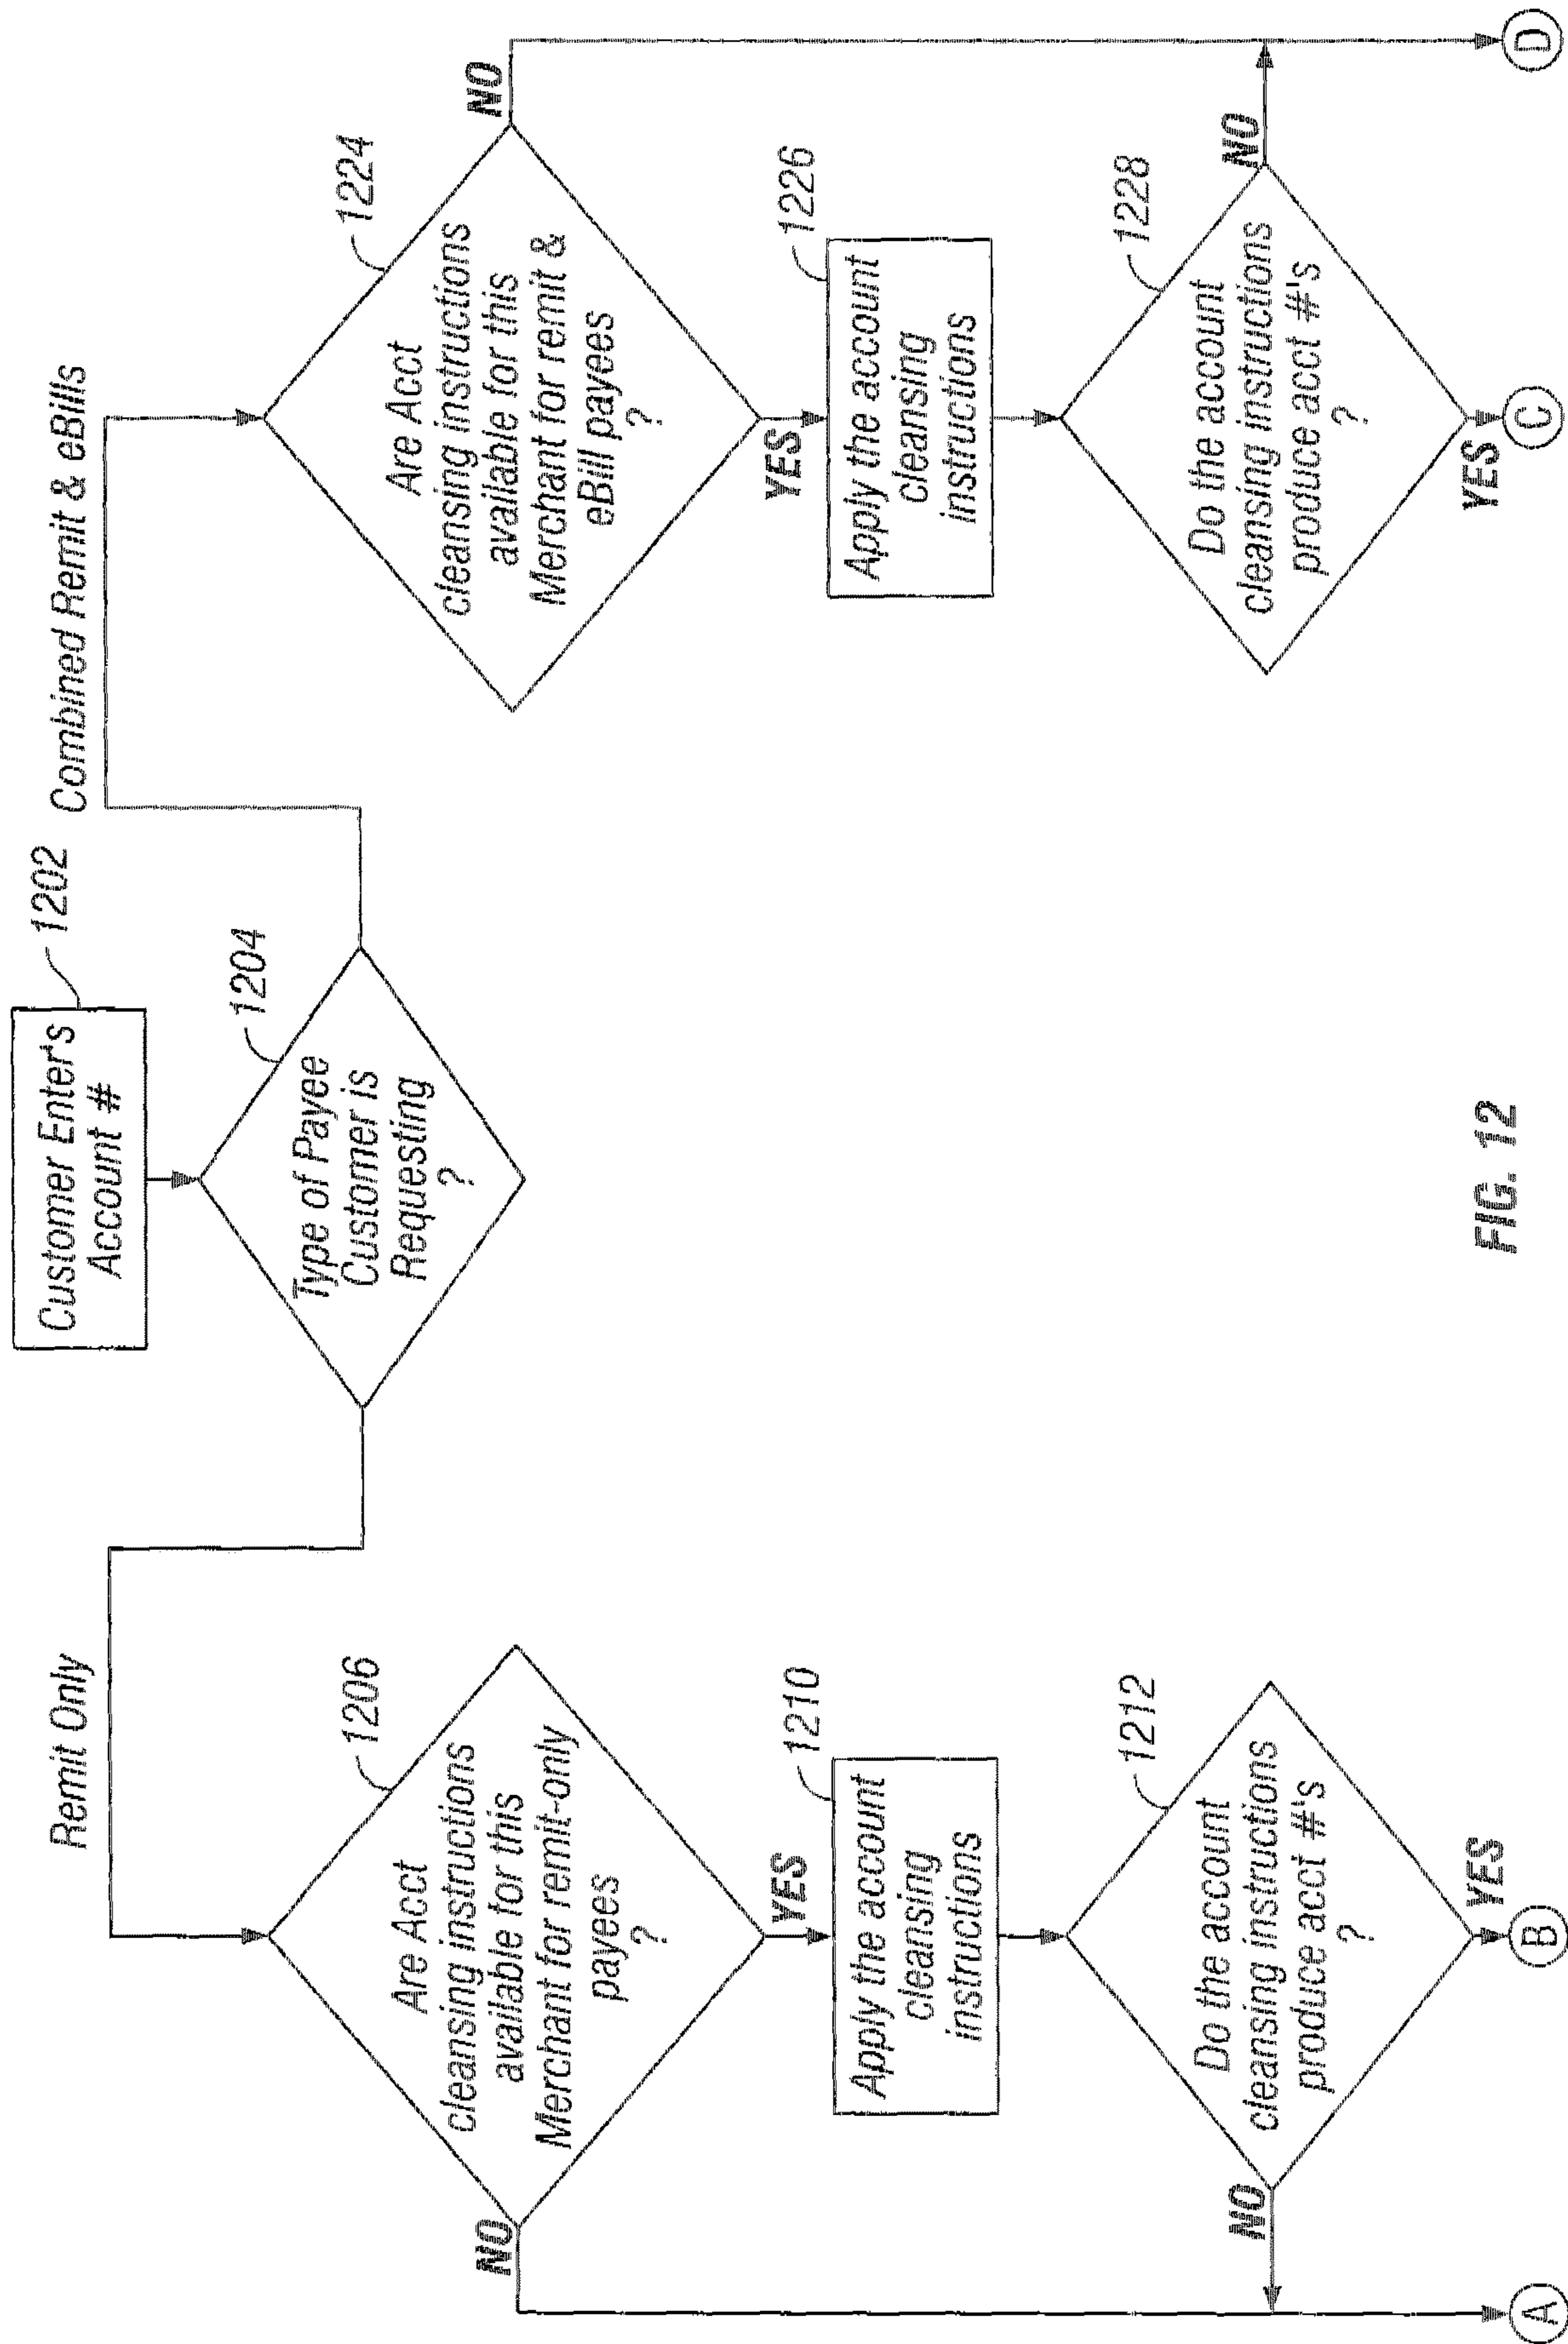 Customer Enter's
Account #
1202
Type of Payee
Customer is
Requesting
?
1204
Remit Only
Combined Remit & eBills
Are Acct
cleansing instructions
available for this
Merchant for remit-only
payees
?
1206
NO
YES
Apply the account
cleansing
instructions
1210
Do the account
cleansing instructions
produce acct #'s
?
1212
NO
YES
A
B
Are Acct
cleansing instructions
available for this
Merchant for remit &
eBill payees
?
1224
NO
YES
Apply the account
cleansing
instructions
1226
Do the account
cleansing instructions
produce acct #'s
?
1228
NO
YES
C
D
FIG. 12